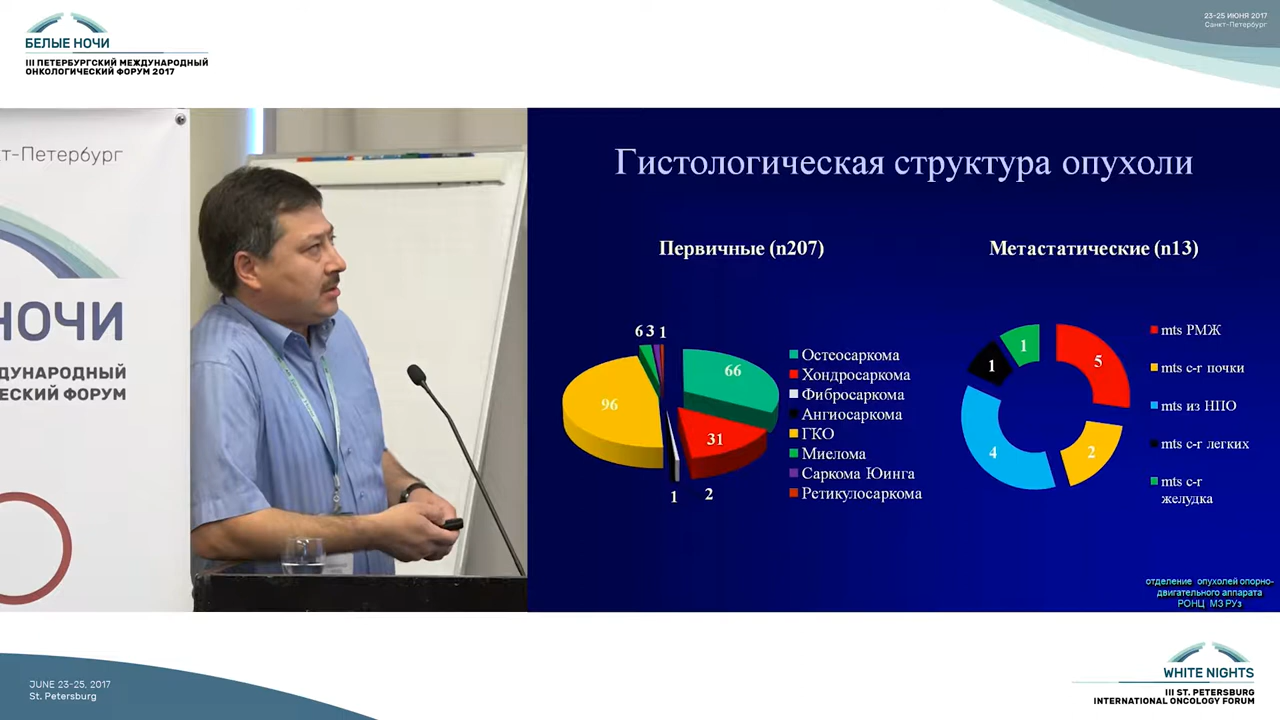 БЕЛЫЕ НОЧИ
III ПЕТЕРБУРГСКИЙ МЕЖДУНАРОДНЫЙ
ОНКОЛОГИЧЕСКИЙ ФОРУМ 2017
23-25 ИЮНЯ 2017
Санкт-Петербург
т-Петербург
НОЧИ
ДУНАРОДНЫЙ
ЕСКИЙ ФОРУМ
Гистологическая структура опухоли
Первичные (n207)
6
3
1
66
96
31
1
2
Остеосаркома
Хондросаркома
Фибросаркома
Ангиосаркома
ГКО
Миелома
Саркома Юинга
Ретикулосаркома
Метастатические (n13)
1
5
1
4
2
mts РМЖ
mts c-r почки
mts из НПО
mts c-r легких
mts c-r
желудка
отделение опухолей опорно-
двигательного аппарата
РОНЦ МЗ РУз
JUNE 23-25, 2017
St. Petersburg
WHITE NIGHTS
III ST. PETERSBURG
INTERNATIONAL ONCOLOGY FORUM